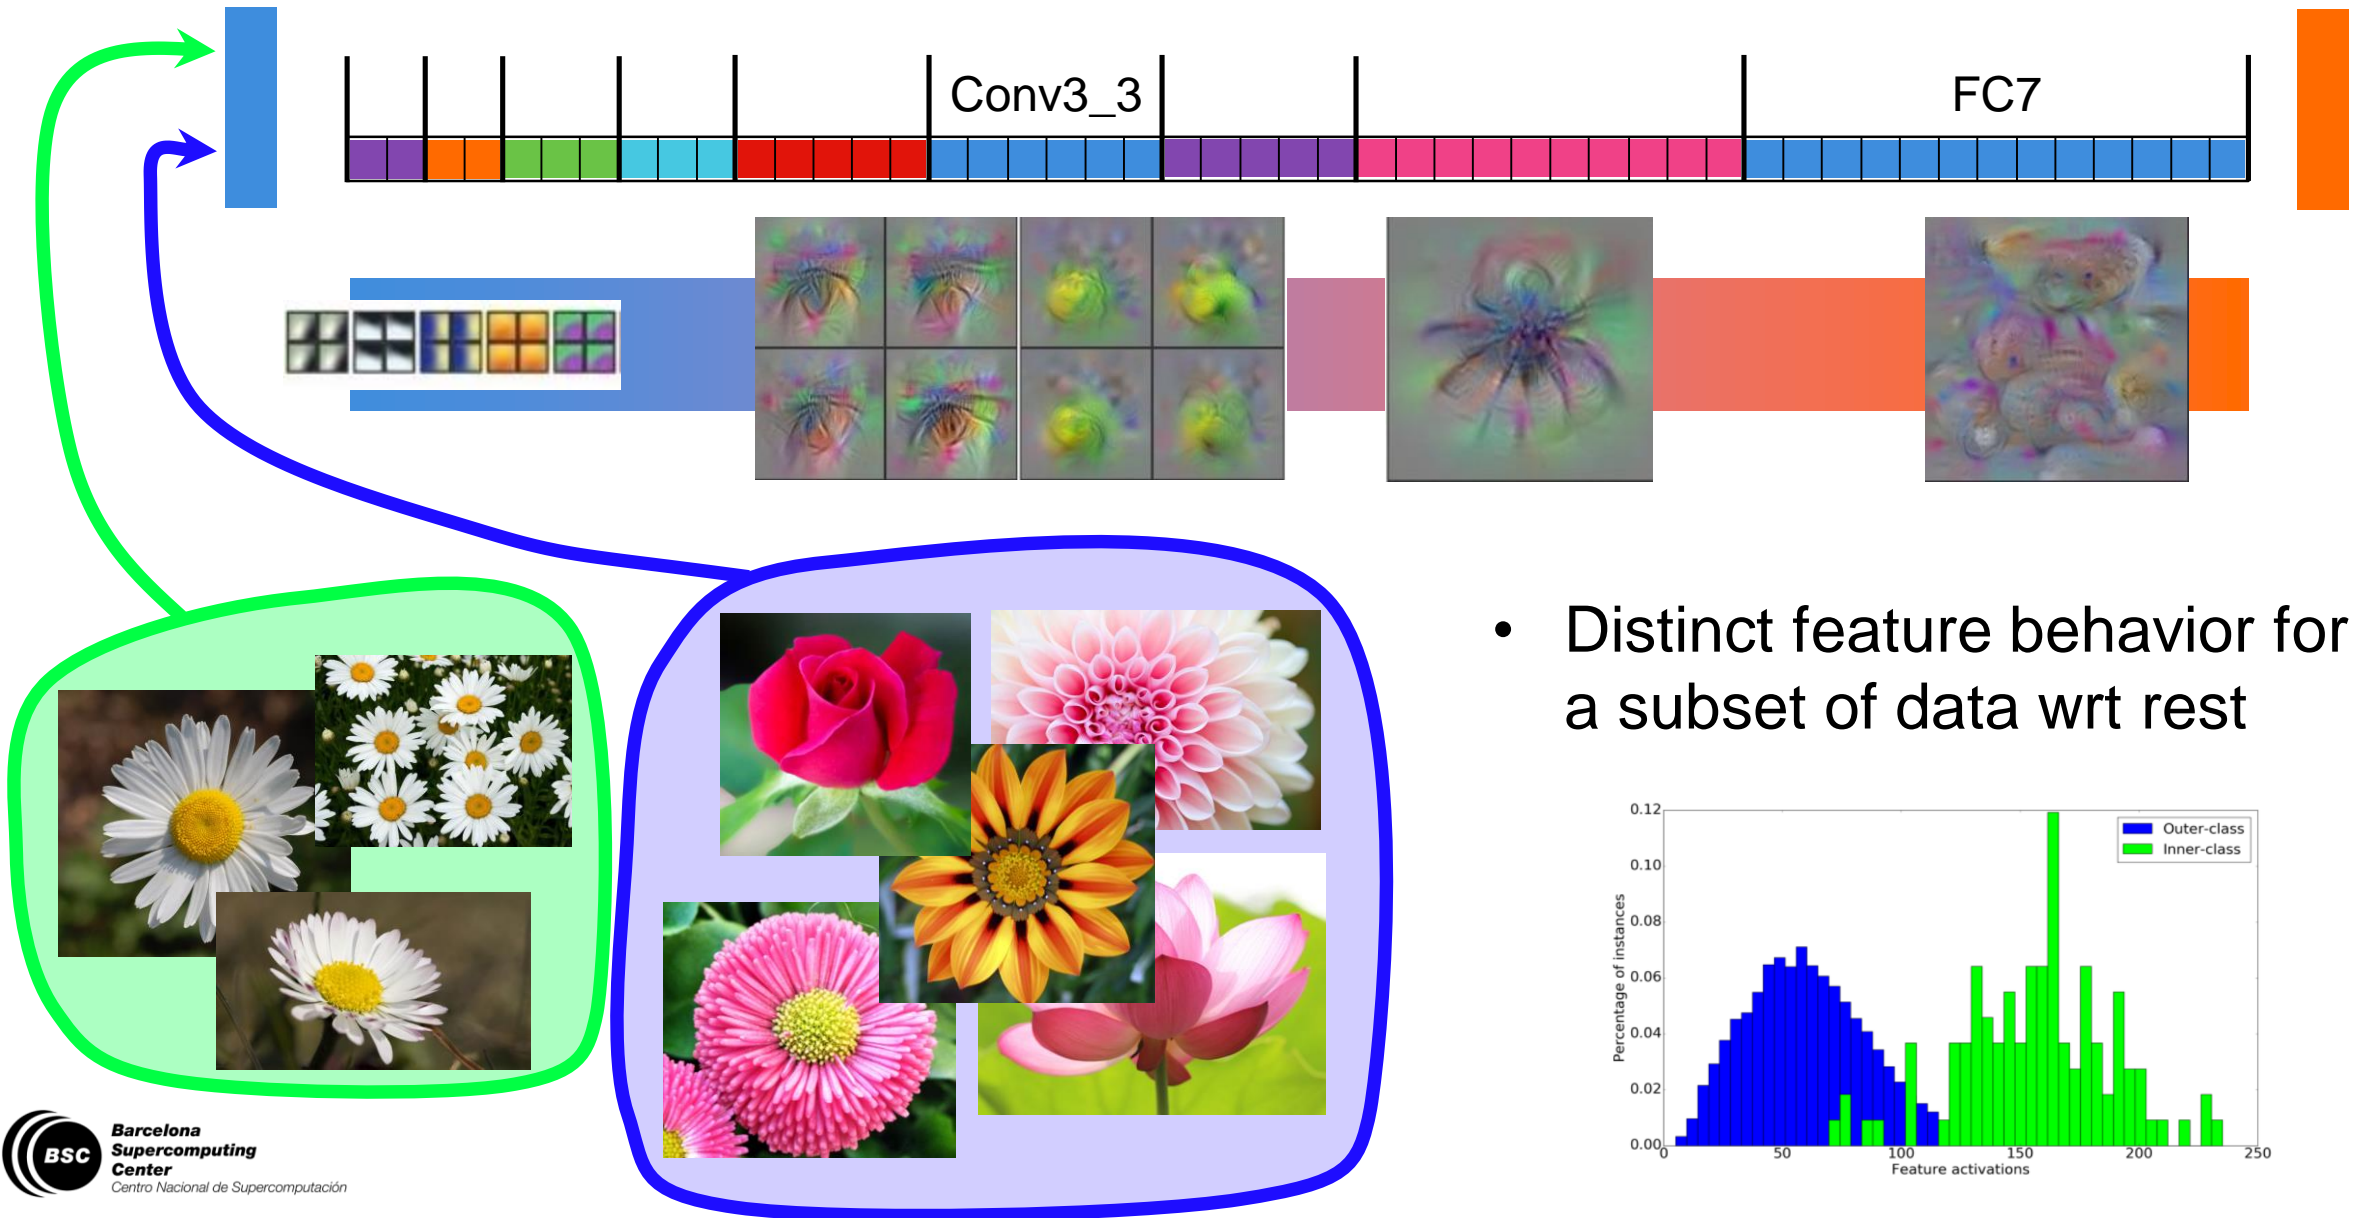 Conv3_3
FC7
• Distinct feature behavior for
a subset of data wrt rest
0.12
0.10
0.08
0.06
0.04
0.02
0.00
Percentage of instances
Outer-class
Inner-class
0
50
100
150
200
250
Feature activations
BSC
Barcelona
Supercomputing
Center
Centro Nacional de Supercomputación